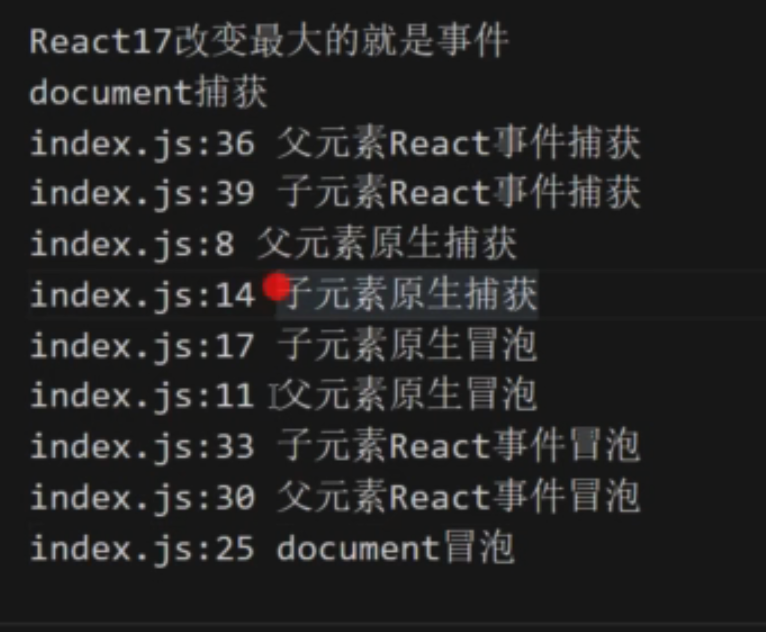 React17改变最大的就是事件
document捕获
index.js:36 父元素React事件捕获
index.js:39 子元素React事件捕获
index.js:8 父元素原生捕获
index.js:14 子元素原生捕获
index.js:17 子元素原生冒泡
index.js:11 父元素原生冒泡
index.js:33 子元素React事件冒泡
index.js:30 父元素React事件冒泡
index.js:25 document冒泡